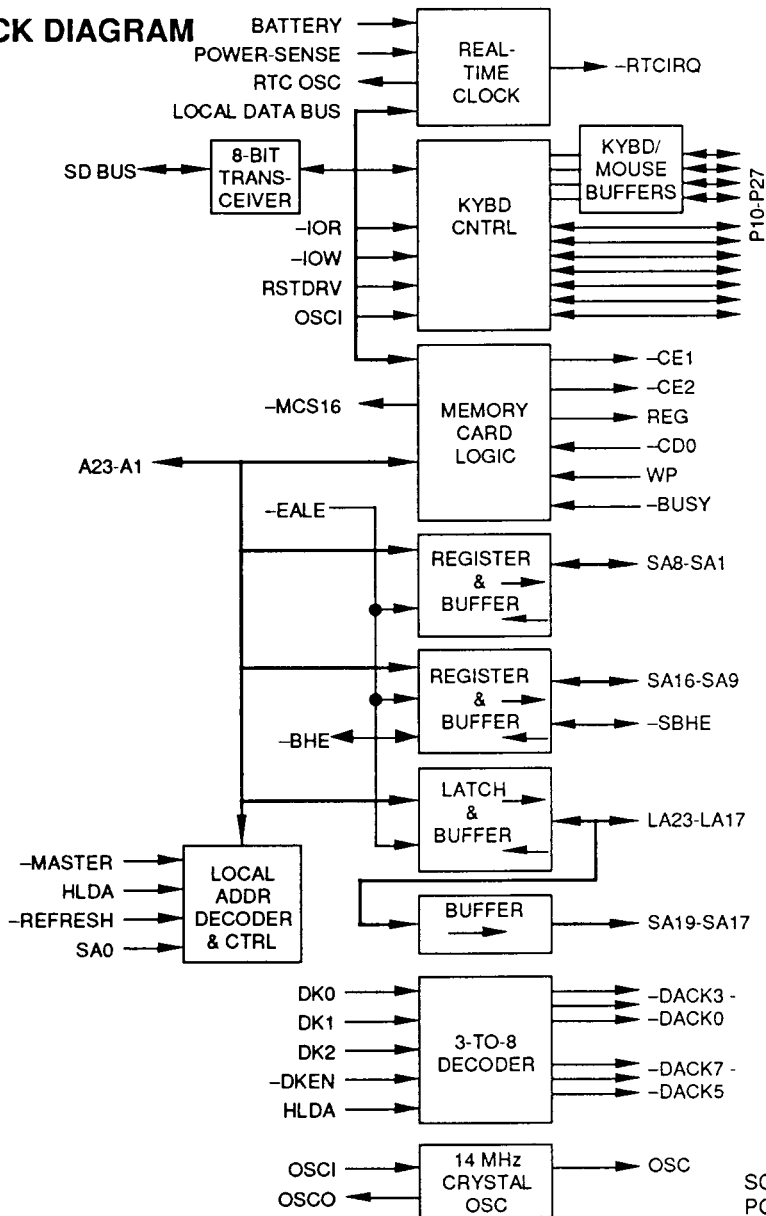 CK DIAGRAM
BATTERY
POWER-SENSE
RTC OSC
LOCAL DATA BUS
REAL-
TIME
CLOCK
–RTCIRQ
SD BUS
8-BIT
TRANS-
CEIVER
KYBD/
MOUSE
BUFFERS
P10-P27
–IOR
–IOW
RSTDRV
OSCI
KYBD
CNTRL
–MCS16
A23-A1
MEMORY
CARD
LOGIC
–CE1
–CE2
REG
–CD0
WP
–BUSY
–EALE
REGISTER
&
BUFFER
SA8-SA1
REGISTER
&
BUFFER
SA16-SA9
–SBHE
–BHE
LATCH
&
BUFFER
LA23-LA17
–MASTER
HLDA
–REFRESH
SA0
LOCAL
ADDR
DECODER
& CTRL
BUFFER
SA19-SA17
DK0
DK1
DK2
–DKEN
HLDA
3-TO-8
DECODER
–DACK3 -
–DACK0
–DACK7 -
–DACK5
OSCI
OSCO
14 MHz
CRYSTAL
OSC
OSC